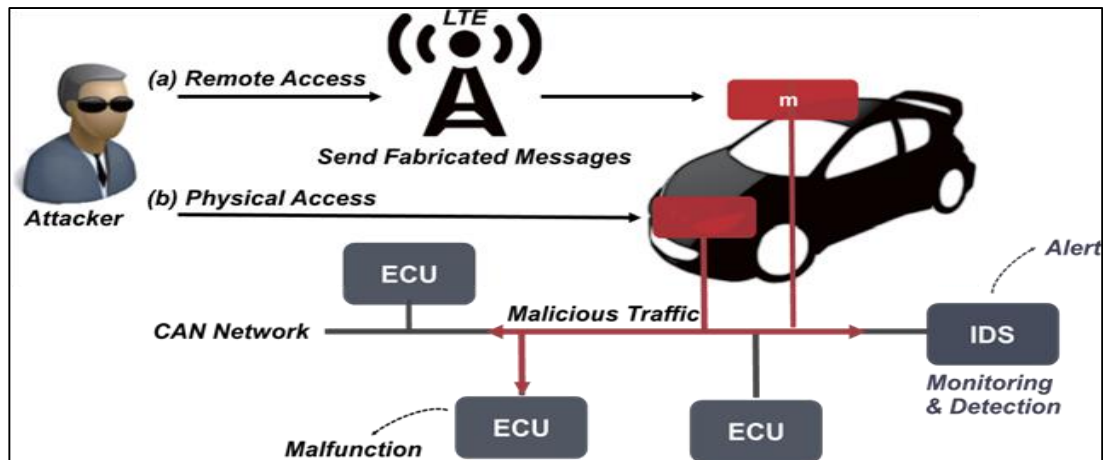 LTE
(a) Remote Access
m
Send Fabricated Messages
(b) Physical Access
Attacker
Alert
ECU
Malicious Traffic
CAN Network
IDS
Monitoring
& Detection
ECU
ECU
Malfunction